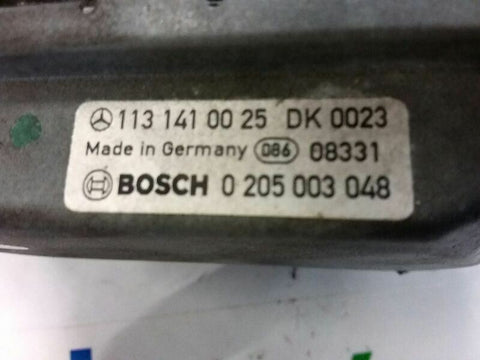 113 141 00 25 DK 0023
Made in Germany 086 08331
BOSCH 0 205 003 048